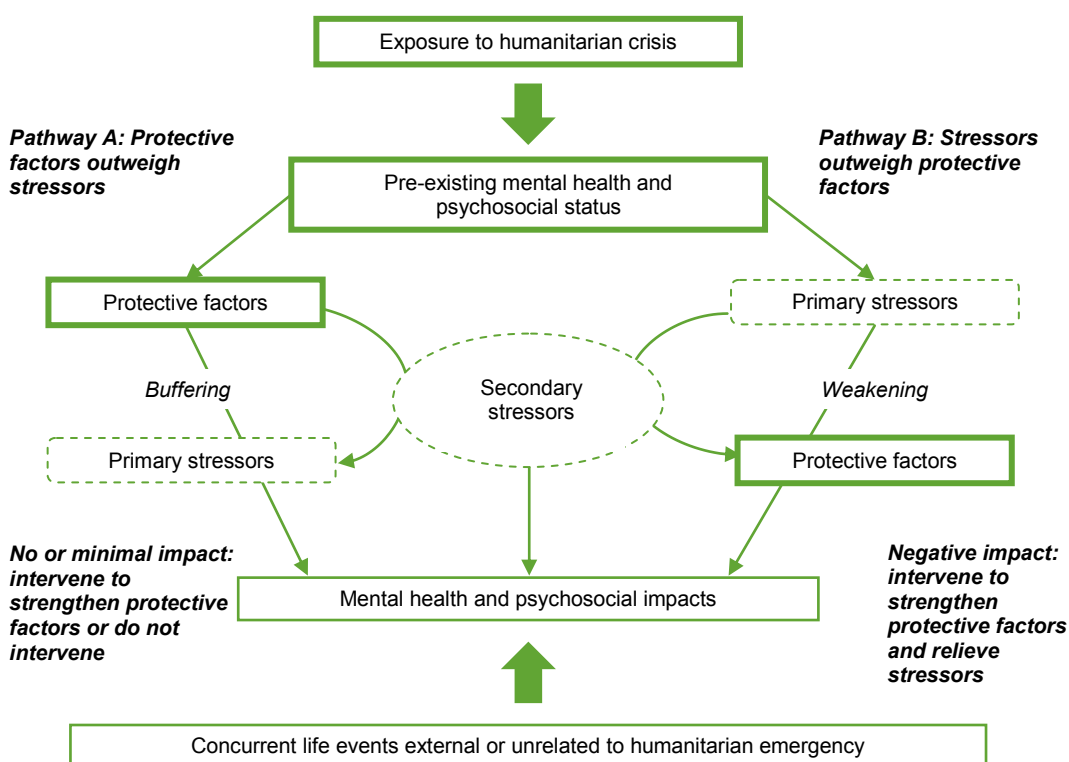 Exposure to humanitarian crisis
Pathway A: Protective
factors outweigh
stressors
Pathway B: Stressors
outweigh protective
factors
Pre-existing mental health and
psychosocial status
Protective factors
Primary stressors
Buffering
Secondary
stressors
Weakening
Primary stressors
Protective factors
No or minimal impact:
intervene to
strengthen protective
factors or do not
intervene
Mental health and psychosocial impacts
Negative impact:
intervene to
strengthen
protective factors
and relieve
stressors
Concurrent life events external or unrelated to humanitarian emergency